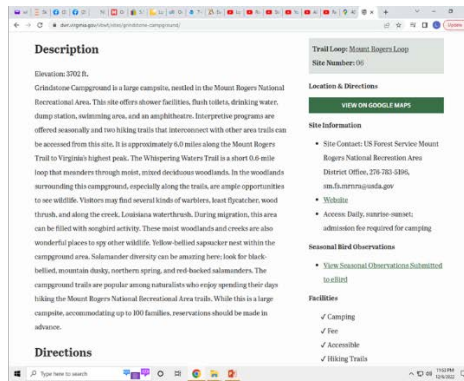 dwr.virginia.gov/vbwt/sites/grindstone-campground/
Update
Description
Elevation: 3702 ft.
Grindstone Campground is a large campsite, nestled in the Mount Rogers National
Recreational Area. This site offers shower facilities, flush toilets, drinking water,
dump station, swimming area, and an amphitheatre. Interpretive programs are
offered seasonally and two hiking trails that interconnect with other area trails can
be accessed from this site. It is approximately 6.0 miles along the Mount Rogers
Trail to Virginia's highest peak. The Whispering Waters Trail is a short 0.6-mile
loop that meanders through moist, mixed deciduous woodlands. In the woodlands
surrounding this campground, especially along the trails, are ample opportunities
to see wildlife. Visitors may find several kinds of warblers, least flycatcher, wood
thrush, and along the creek, Louisiana waterthrush. During migration, this area
can be filled with songbird activity. These moist woodlands and creeks are also
wonderful places to spy other wildlife. Yellow-bellied sapsucker nest within the
campground area. Salamander diversity can be amazing here; look for black-
bellied, mountain dusky, northern spring, and red-backed salamanders. The
campground trails are popular among naturalists who enjoy spending their days
hiking the Mount Rogers National Recreational Area trails. While this is a large
campsite, accommodating up to 100 families, reservations should be made in
advance.
Directions
Trail Loop: Mount Rogers Loop
Site Number: 06
Location & Directions
VIEW ON GOOGLE MAPS
Site Information
• Site Contact: US Forest Service Mount
Rogers National Recreation Area
District Office, 276-783-5196,
sm.fs.mrnra@usda.gov
• Website
• Access: Daily, sunrise-sunset;
admission fee required for camping
Seasonal Bird Observations
• View Seasonal Observations Submitted
to eBird
Facilities
✓ Camping
✓ Fee
✓ Accessible
✓ Hiking Trails
Type here to search